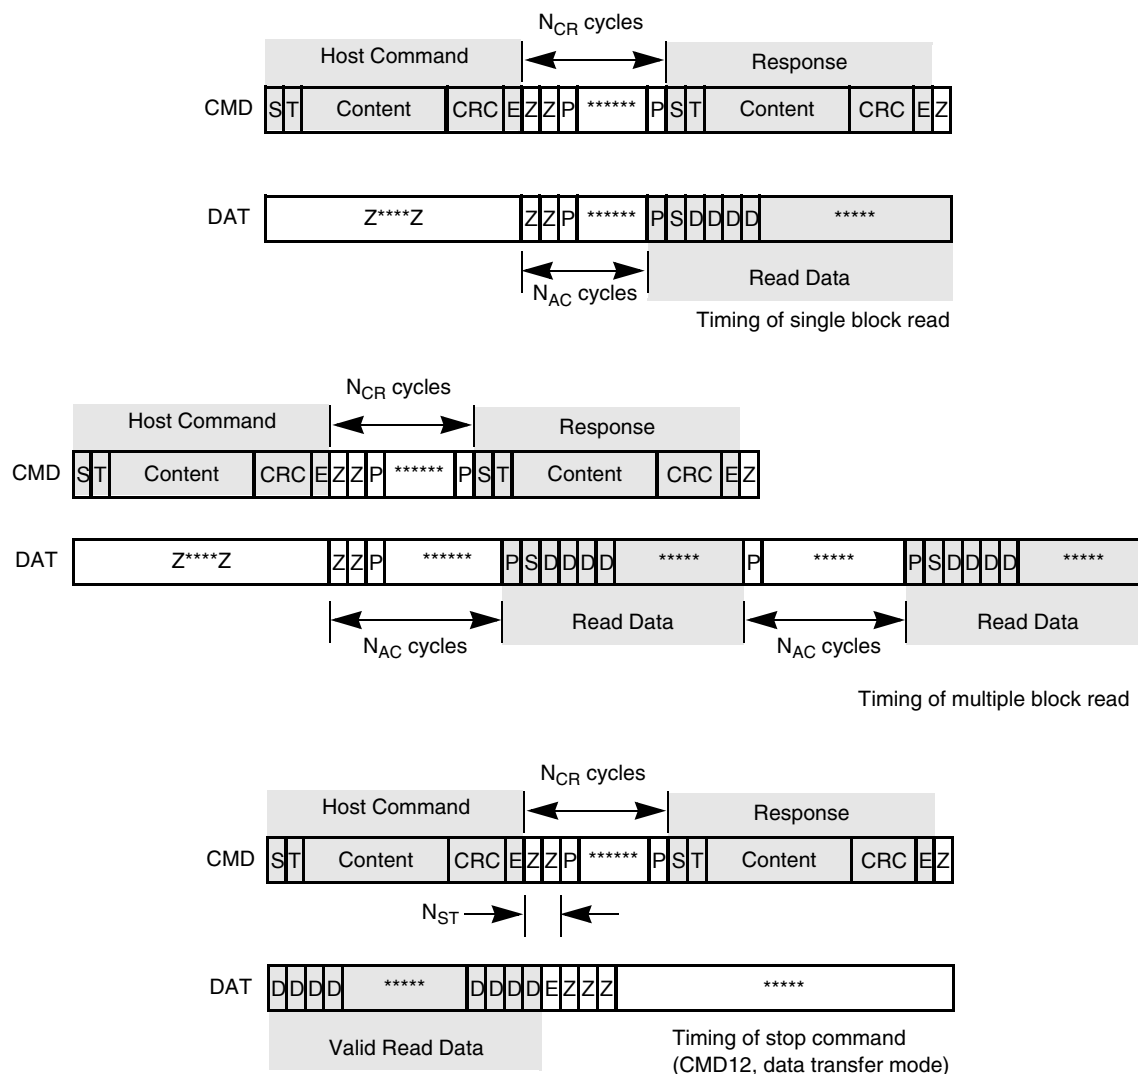 N_CR cycles
Host Command
Response
CMD S T Content CRC E Z Z P ****** P S T Content CRC E Z
DAT Z****Z Z Z P ****** P S D D D D *****
N_AC cycles
Read Data
Timing of single block read
N_CR cycles
Host Command
Response
CMD S T Content CRC E Z Z P ****** P S T Content CRC E Z
DAT Z****Z Z Z P ****** P S D D D D ***** P ***** P S D D D D *****
N_AC cycles
Read Data
N_AC cycles
Read Data
Timing of multiple block read
N_CR cycles
Host Command
Response
CMD S T Content CRC E Z Z P ****** P S T Content CRC E Z
N_ST
DAT D D D D ***** D D D D E Z Z Z *****
Valid Read Data
Timing of stop command
(CMD12, data transfer mode)